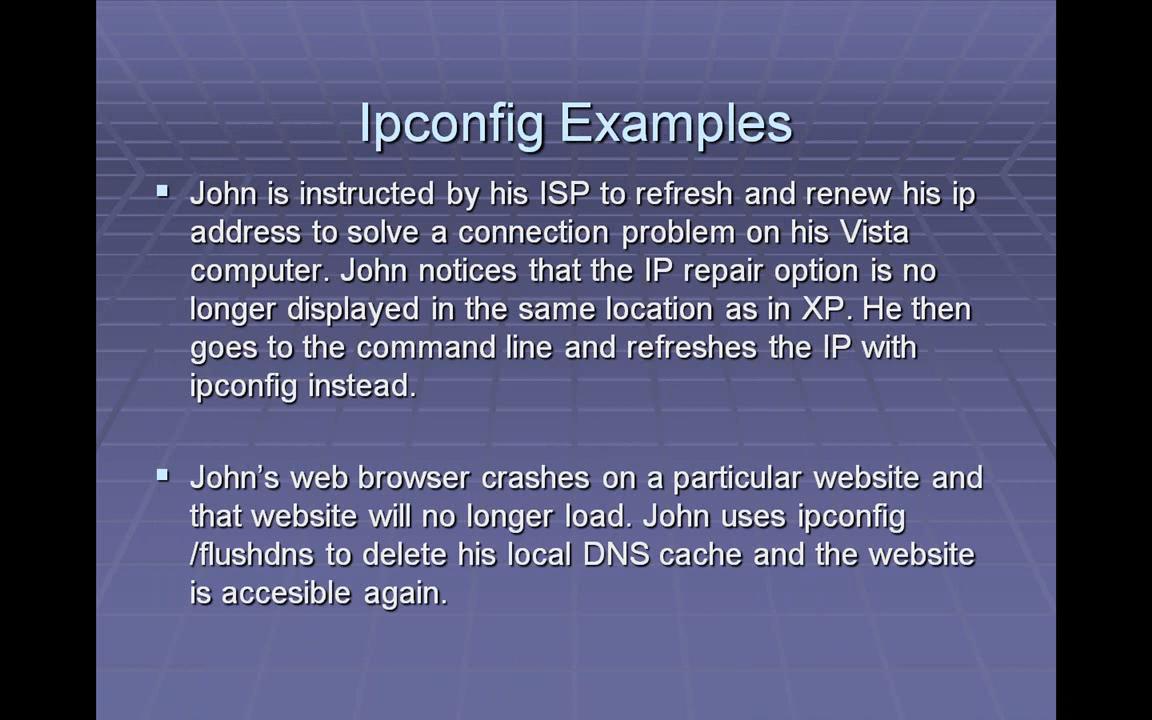 Ipconfig Examples
▪ John is instructed by his ISP to refresh and renew his ip
address to solve a connection problem on his Vista
computer. John notices that the IP repair option is no
longer displayed in the same location as in XP. He then
goes to the command line and refreshes the IP with
ipconfig instead.
▪ John’s web browser crashes on a particular website and
that website will no longer load. John uses ipconfig
/flushdns to delete his local DNS cache and the website
is accesible again.